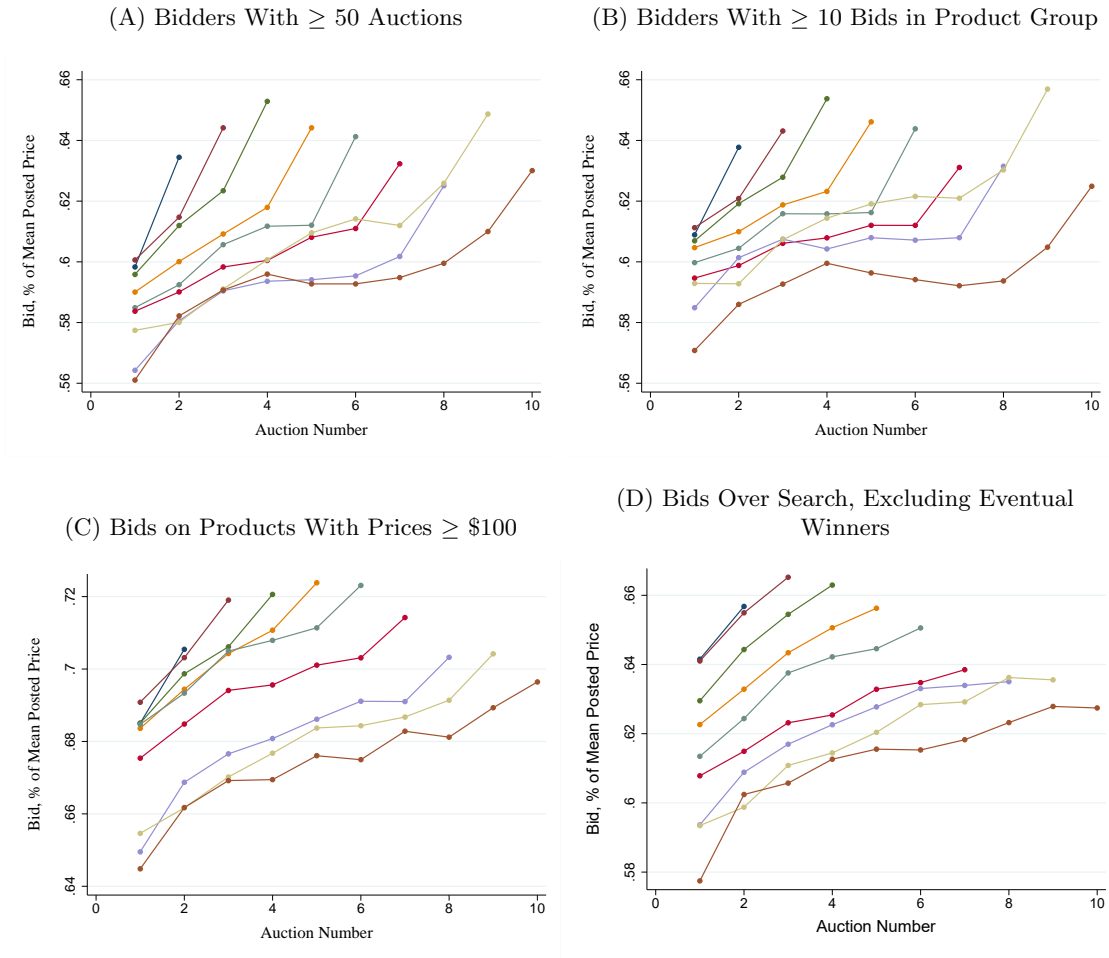 (A) Bidders With ≥ 50 Auctions
Bid, % of Mean Posted Price
.66
.64
.62
.6
.58
.56
0 2 4 6 8 10
Auction Number
(B) Bidders With ≥ 10 Bids in Product Group
Bid, % of Mean Posted Price
.66
.64
.62
.6
.58
.56
0 2 4 6 8 10
Auction Number
(C) Bids on Products With Prices ≥ $100
Bid, % of Mean Posted Price
.72
.7
.68
.66
.64
0 2 4 6 8 10
Auction Number
(D) Bids Over Search, Excluding Eventual
Winners
Bid, % of Mean Posted Price
.66
.64
.62
.6
.58
0 2 4 6 8 10
Auction Number